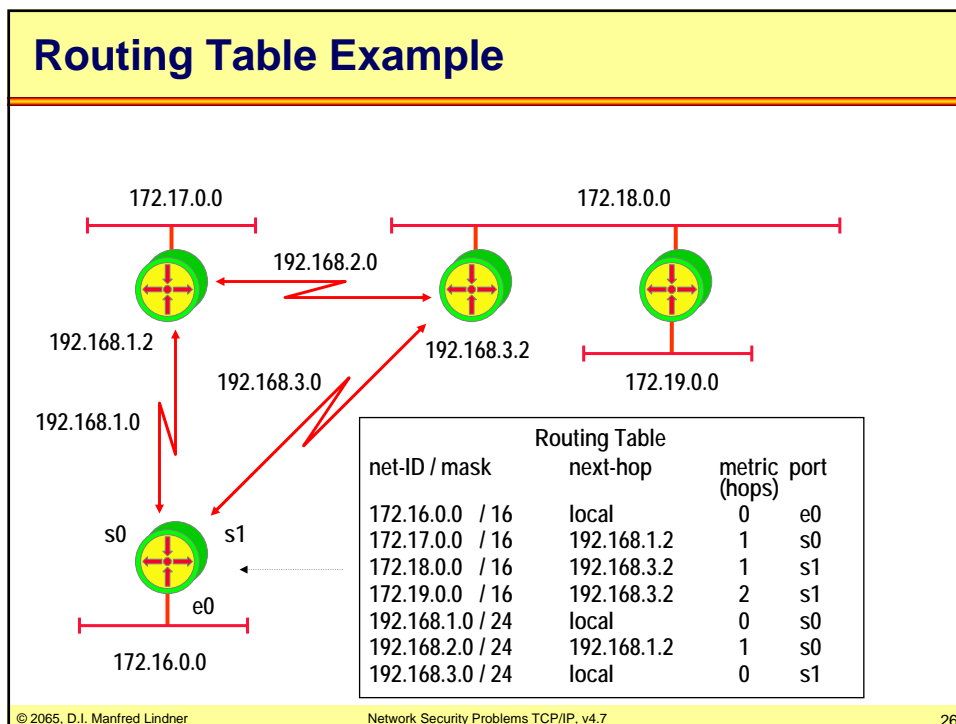 Routing Table Example
172.17.0.0
172.18.0.0
192.168.2.0
192.168.1.2
192.168.3.2
192.168.3.0
172.19.0.0
192.168.1.0
s0
s1
e0
172.16.0.0
Routing Table
net-ID / mask next-hop metric port
(hops)
172.16.0.0 / 16 local 0 e0
172.17.0.0 / 16 192.168.1.2 1 s0
172.18.0.0 / 16 192.168.3.2 1 s1
172.19.0.0 / 16 192.168.3.2 2 s1
192.168.1.0 / 24 local 0 s0
192.168.2.0 / 24 192.168.1.2 1 s0
192.168.3.0 / 24 local 0 s1
© 2065, D.I. Manfred Lindner Network Security Problems TCP/IP, v4.7 26